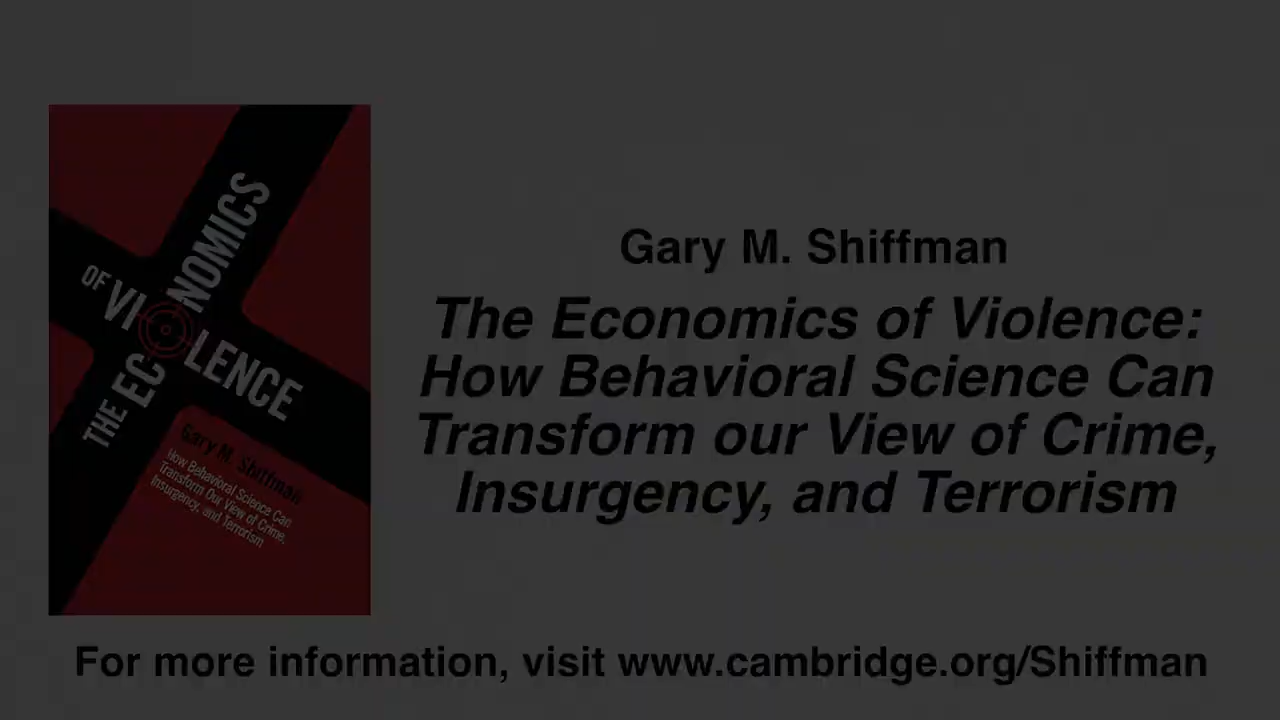 THE ECONOMICS
OF VIOLENCE
Gary M. Shiffman
How Behavioral Science Can
Transform Our View of Crime,
Insurgency, and Terrorism
Gary M. Shiffman
The Economics of Violence:
How Behavioral Science Can
Transform our View of Crime,
Insurgency, and Terrorism
For more information, visit www.cambridge.org/Shiffman